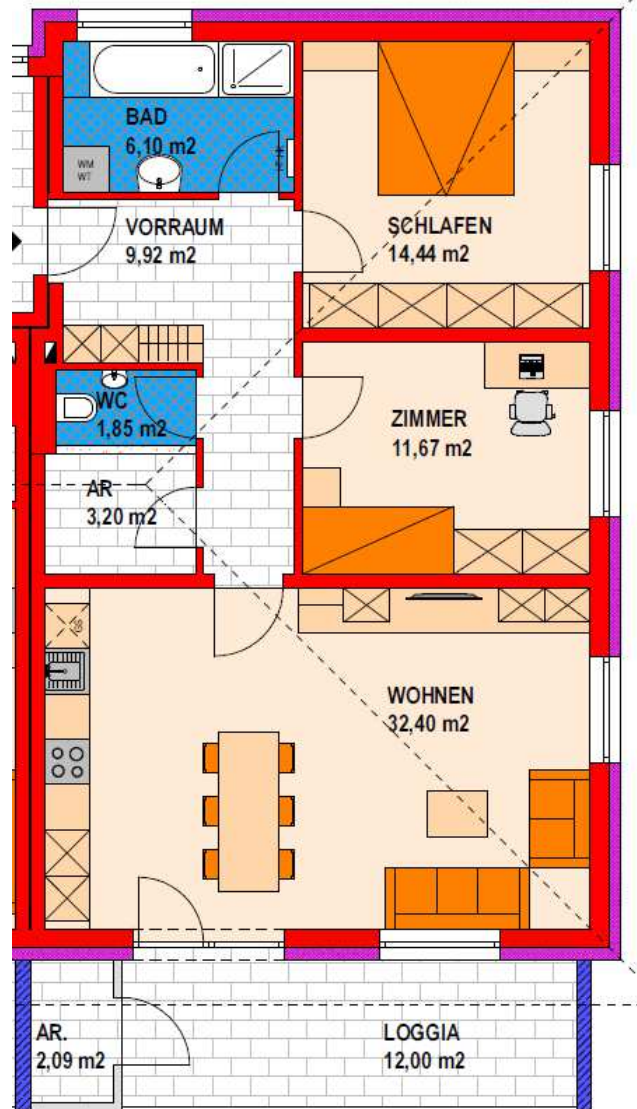 BAD
6,10 m2
WM
WT
VORRAUM
9,92 m2
SCHLAFEN
14,44 m2
WC
1,85 m2
ZIMMER
11,67 m2
AR
3,20 m2
GS
WOHNEN
32,40 m2
AR.
2,09 m2
LOGGIA
12,00 m2